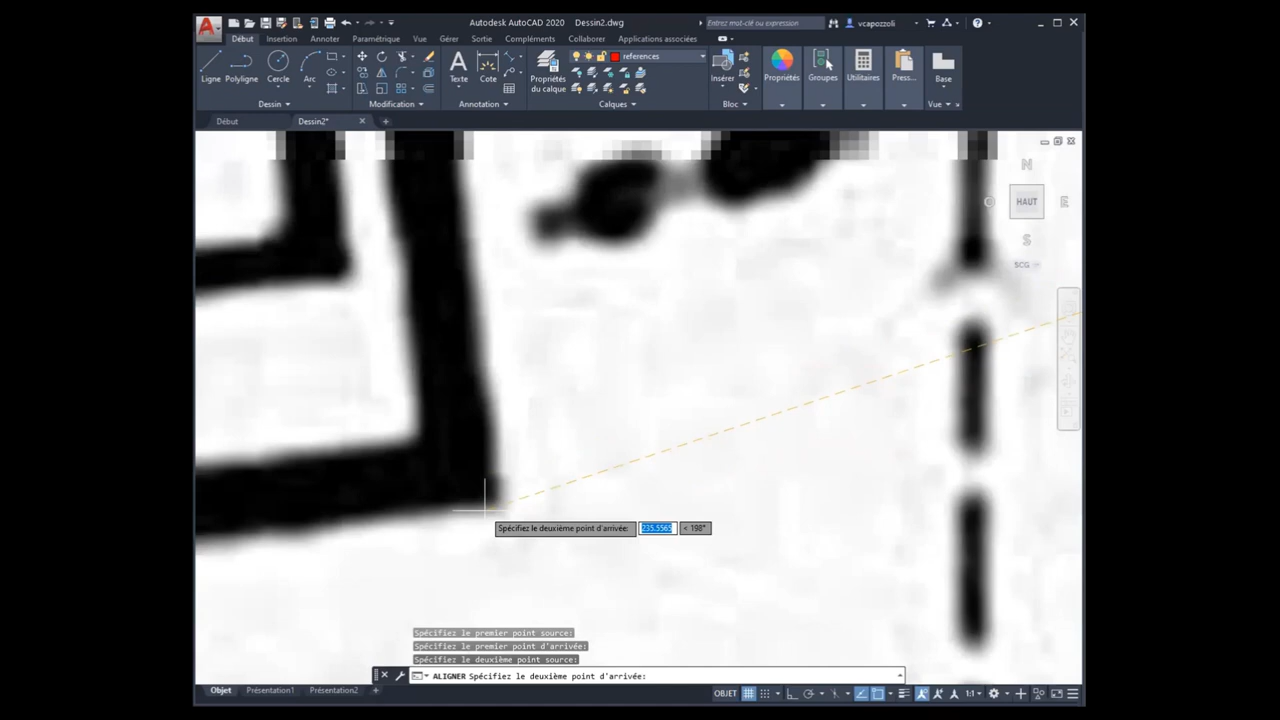 Autodesk AutoCAD 2020 Dessin2.dwg
Entrez mot-clé ou expression
vcapozzoli
Début Insertion Annoter Paramétrique Vue Gérer Sortie Compléments Collaborer Applications associées
references
Ligne Polyligne Cercle Arc Texte Cote Propriétés du calque Insérer Propriétés Groupes Utilitaires Press... Base
Dessin Modification Annotation Calques Bloc Vue
Début Dessin2*
N
O HAUT E
S
SCG
Spécifiez le deuxième point d'arrivée: 235.5565 < 198°
Spécifiez le premier point source:
Spécifiez le premier point d'arrivée:
Spécifiez le deuxième point source:
ALIGNER Spécifiez le deuxième point d'arrivée:
Objet Présentation1 Présentation2
OBJET 1:1